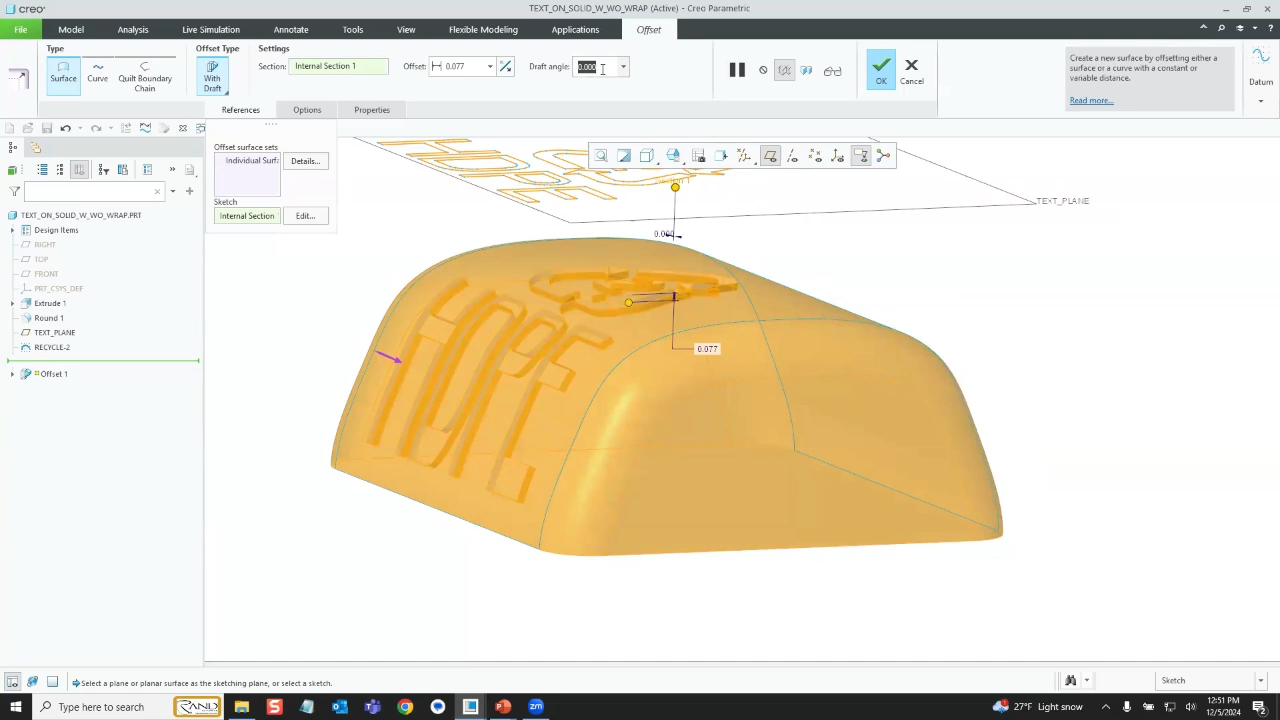 creo
TEXT_ON_SOLID_W_WO_WRAP (Active) - Creo Parametric
File Model Analysis Live Simulation Annotate Tools View Flexible Modeling Applications Offset
Type Offset Type Settings
Surface Curve Quilt Boundary Chain With Draft
Section: Internal Section 1 Offset: 0.077 Draft angle: 0.000
OK Cancel
Create a new surface by offsetting either a surface or a curve with a constant or variable distance.
Read more...
Datum
References Options Properties
Offset surface sets
Individual Surfa
Details...
Sketch
Internal Section
Edit...
TEXT_ON_SOLID_W_WO_WRAP.PRT
Design Items
RIGHT
TOP
FRONT
PRT_CSYS_DEF
Extrude 1
Round 1
TEXT_PLANE
RECYCLE-2
Offset 1
TEXT_PLANE
0.000
0.077
Select a plane or planar surface as the sketching plane, or select a sketch.
Sketch
Type here to search
RAND
27°F Light snow
12:51 PM
12/5/2024